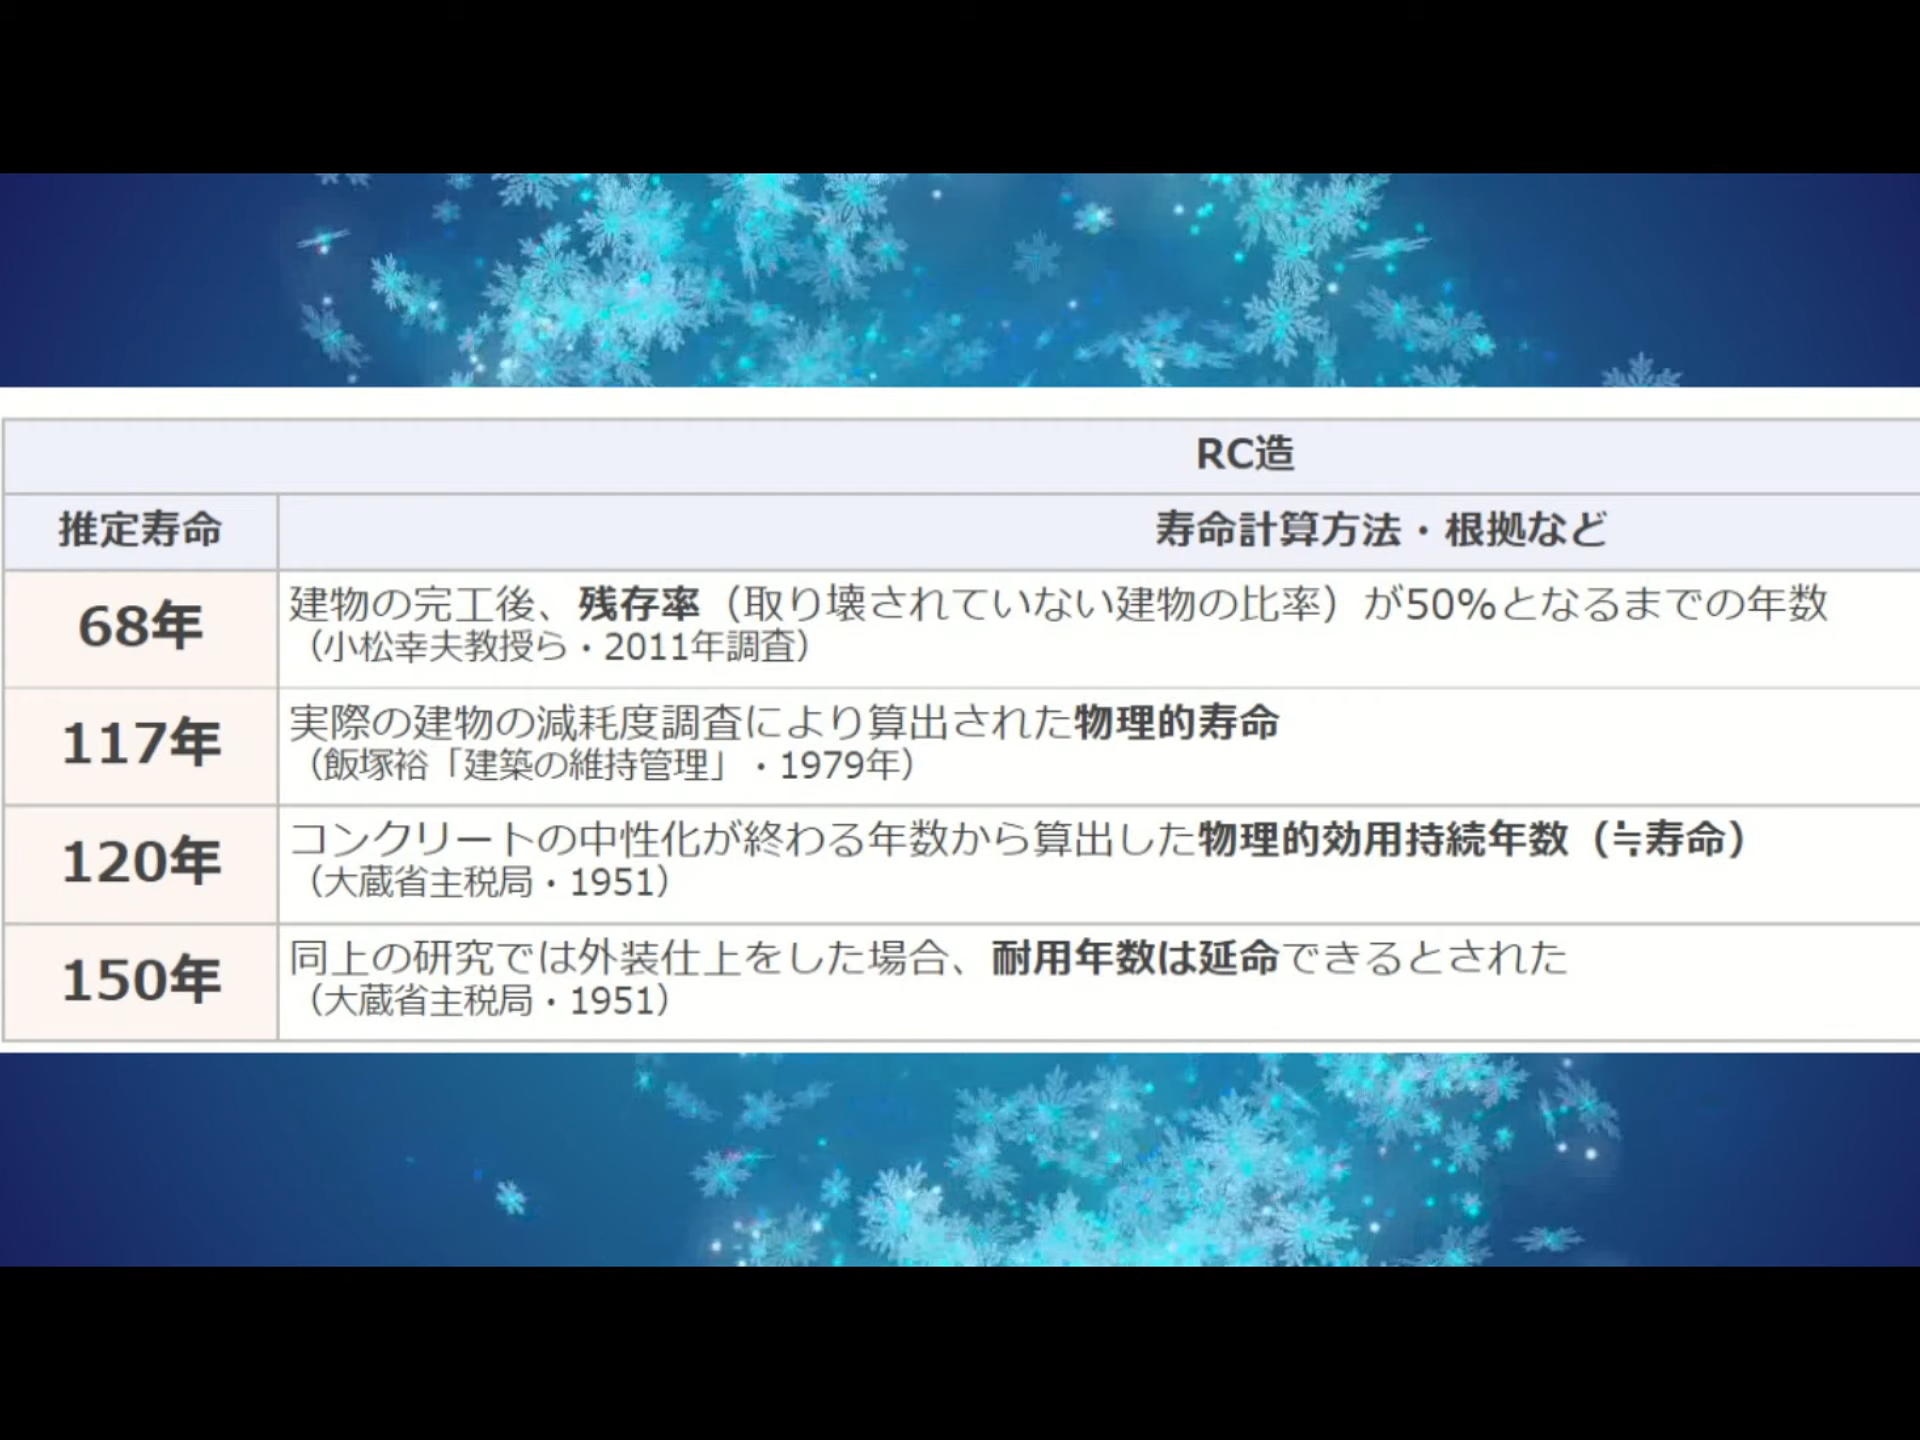 RC造
推定寿命
寿命計算方法・根拠など
68年
建物の完工後、残存率（取り壊されていない建物の比率）が50%となるまでの年数
（小松幸夫教授ら・2011年調査）
117年
実際の建物の減耗度調査により算出された物理的寿命
（飯塚裕「建築の維持管理」・1979年）
120年
コンクリートの中性化が終わる年数から算出した物理的効用持続年数（≒寿命）
（大蔵省主税局・1951）
150年
同上の研究では外装仕上をした場合、耐用年数は延命できるとされた
（大蔵省主税局・1951）